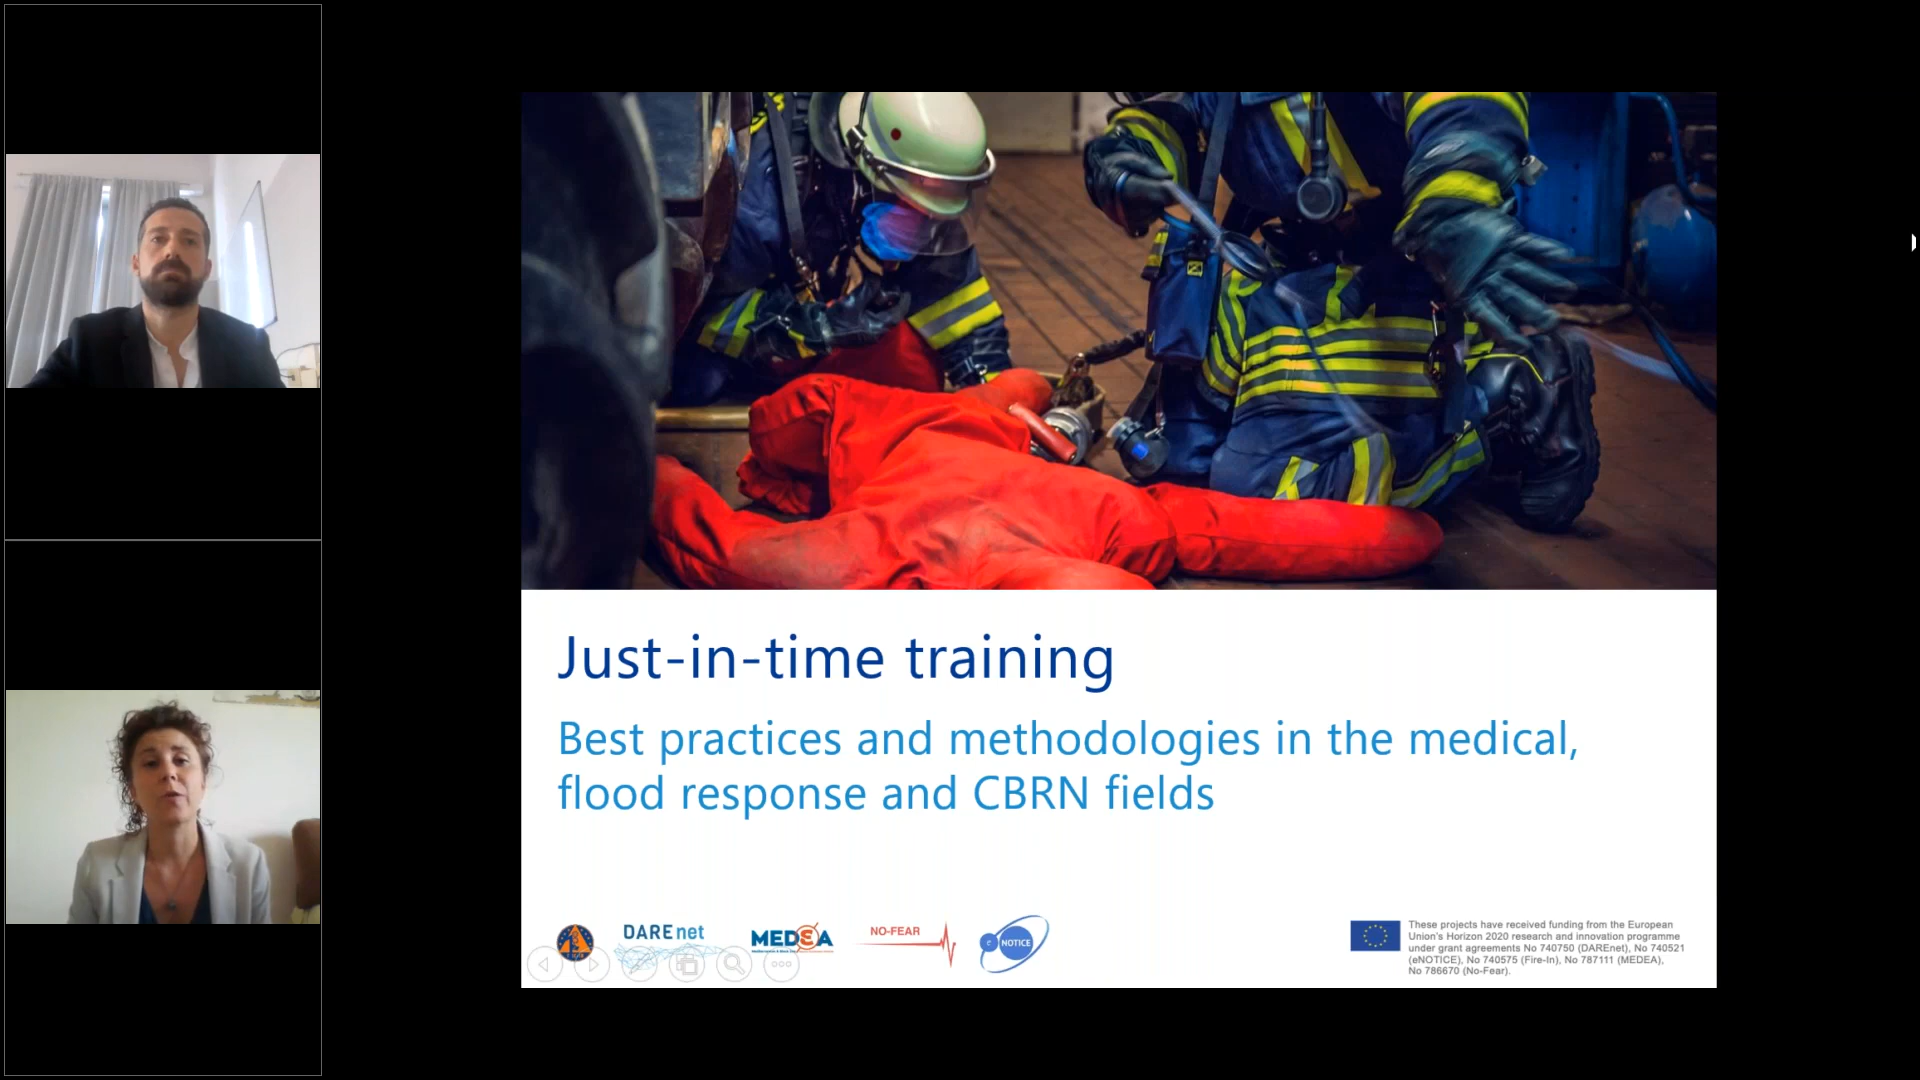 Just-in-time training
Best practices and methodologies in the medical,
flood response and CBRN fields
DAREnet
MEDEA
NO-FEAR
e NOTICE
These projects have received funding from the European
Union's Horizon 2020 research and innovation programme
under grant agreements No 740750 (DAREnet), No 740521
(eNOTICE), No 740575 (Fire-In), No 787111 (MEDEA),
No 786670 (No-Fear).